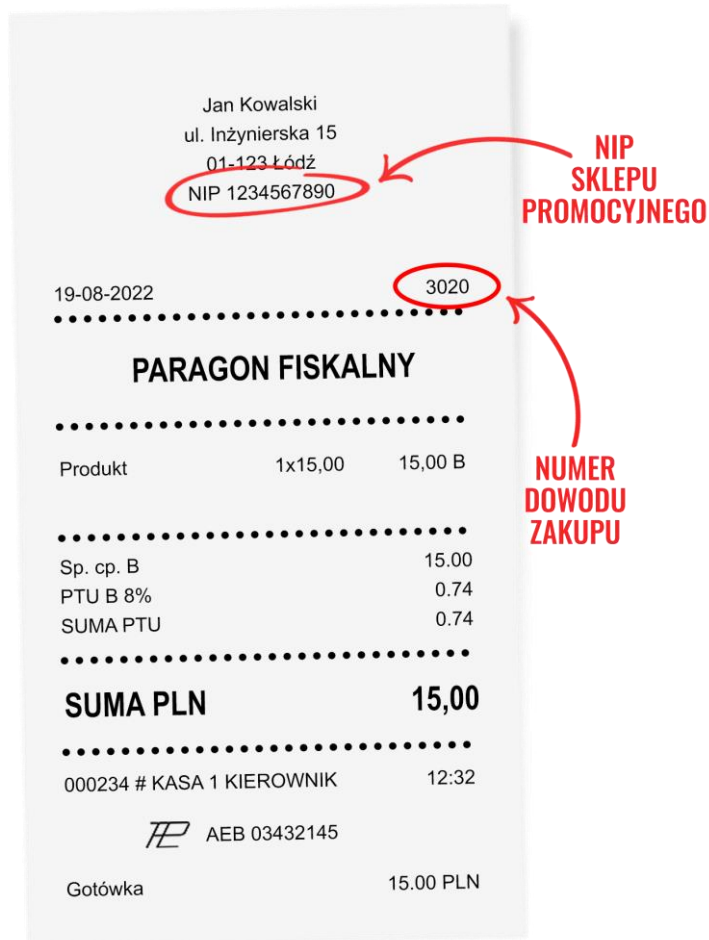 Jan Kowalski
ul. Inżynierska 15
01-123 Łódź
NIP 1234567890
NIP
SKLEPU
PROMOCYJNEGO
19-08-2022 3020
PARAGON FISKALNY
NUMER
DOWODU
ZAKUPU
Produkt 1x15,00 15,00 B
Sp. cp. B 15.00
PTU B 8% 0.74
SUMA PTU 0.74
SUMA PLN 15,00
000234 # KASA 1 KIEROWNIK 12:32
AEB 03432145
Gotówka 15.00 PLN